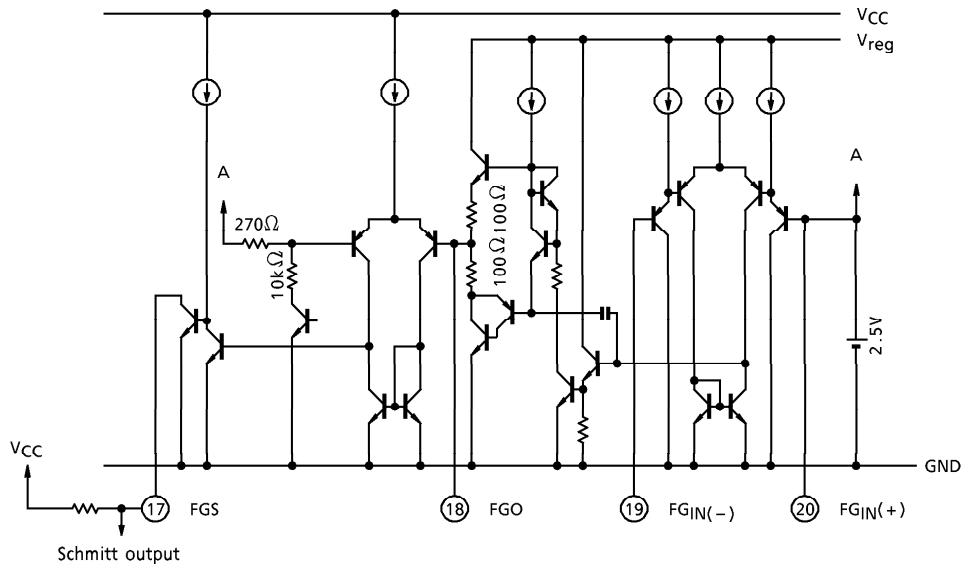 VCC
Vreg
A
A
270Ω
10kΩ
100Ω
100Ω
2.5V
VCC
GND
17 FGS
18 FGO
19 FGIN(−)
20 FGIN(+)
Schmitt output